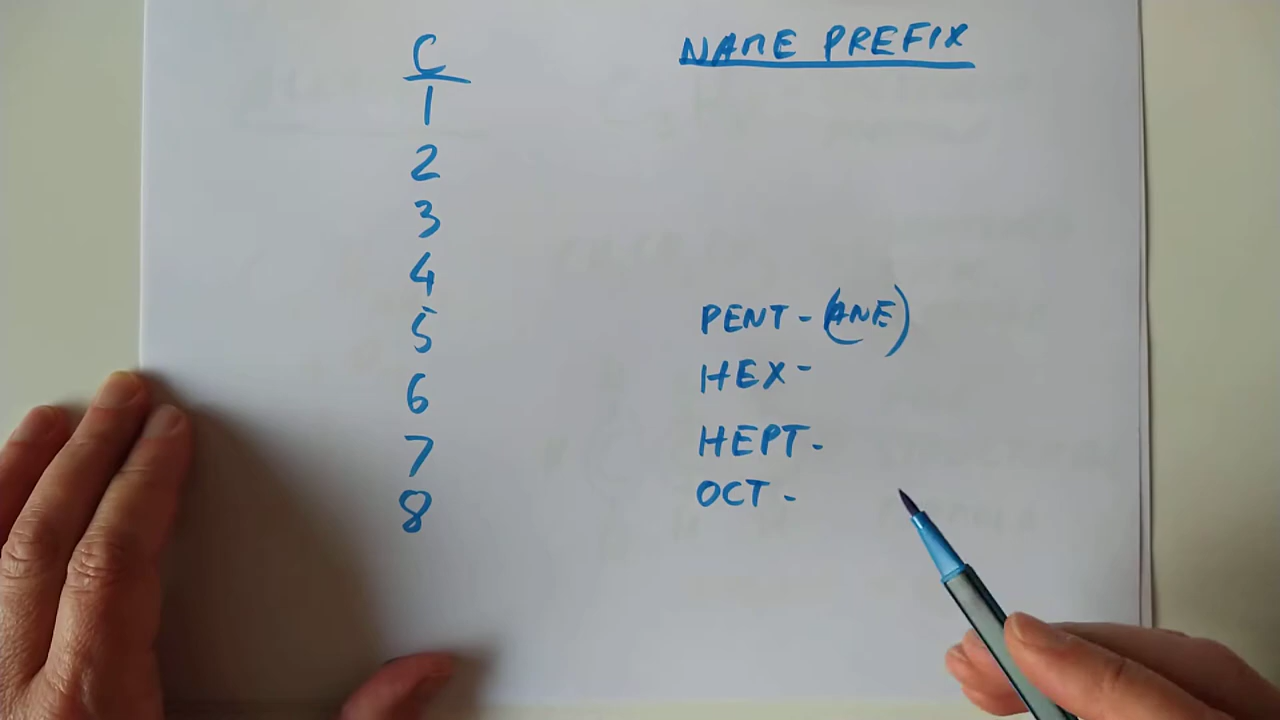 C NAME PREFIX
1
2
3
4
5 PENT-(ANE)
6 HEX-
7 HEPT-
8 OCT-